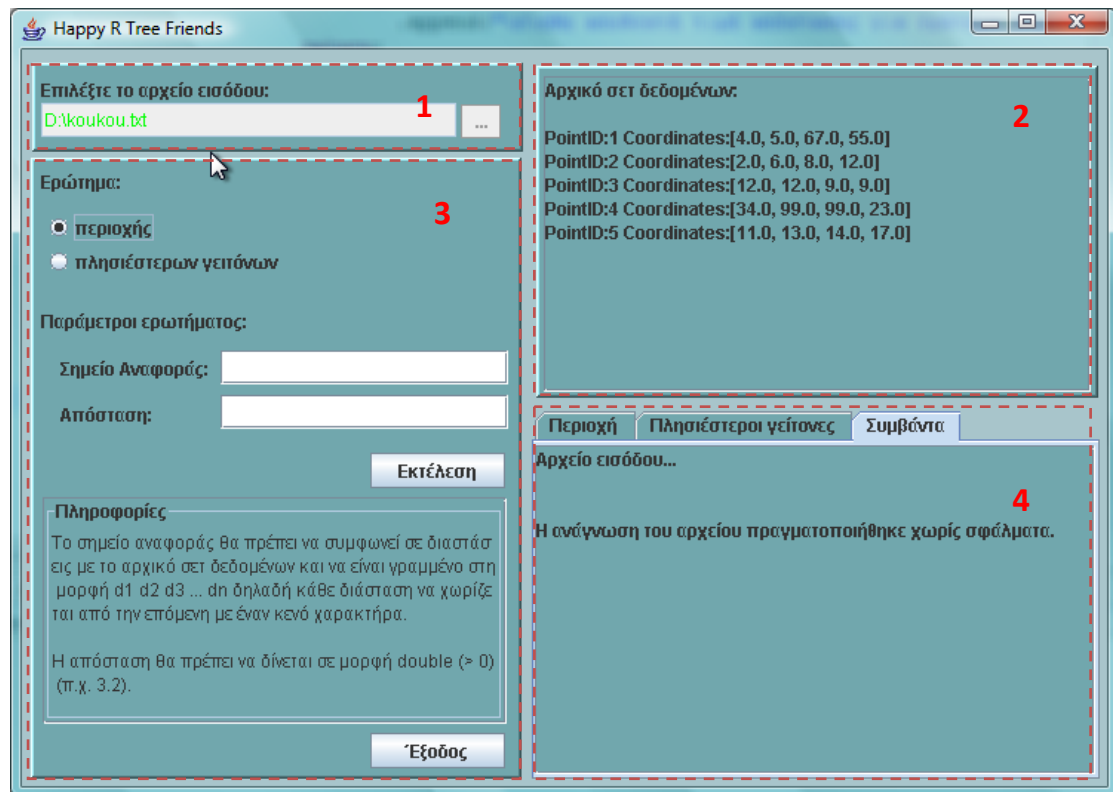 Happy R Tree Friends
Επιλέξτε το αρχείο εισόδου:
D:\koukou.txt
...
1
Ερώτημα:
3
περιοχής
πλησιέστερων γειτόνων
Παράμετροι ερωτήματος:
Σημείο Αναφοράς:
Απόσταση:
Εκτέλεση
Πληροφορίες
Το σημείο αναφοράς θα πρέπει να συμφωνεί σε διαστάσ
εις με το αρχικό σετ δεδομένων και να είναι γραμμένο στη
μορφή d1 d2 d3 ... dn δηλαδή κάθε διάσταση να χωρίζε
ται από την επόμενη με έναν κενό χαρακτήρα.
Η απόσταση θα πρέπει να δίνεται σε μορφή double (> 0)
(π.χ. 3.2).
Έξοδος
Αρχικό σετ δεδομένων:
2
PointID:1 Coordinates:[4.0, 5.0, 67.0, 55.0]
PointID:2 Coordinates:[2.0, 6.0, 8.0, 12.0]
PointID:3 Coordinates:[12.0, 12.0, 9.0, 9.0]
PointID:4 Coordinates:[34.0, 99.0, 99.0, 23.0]
PointID:5 Coordinates:[11.0, 13.0, 14.0, 17.0]
Περιοχή Πλησιέστεροι γείτονες Συμβάντα
Αρχείο εισόδου...
4
Η ανάγνωση του αρχείου πραγματοποιήθηκε χωρίς σφάλματα.